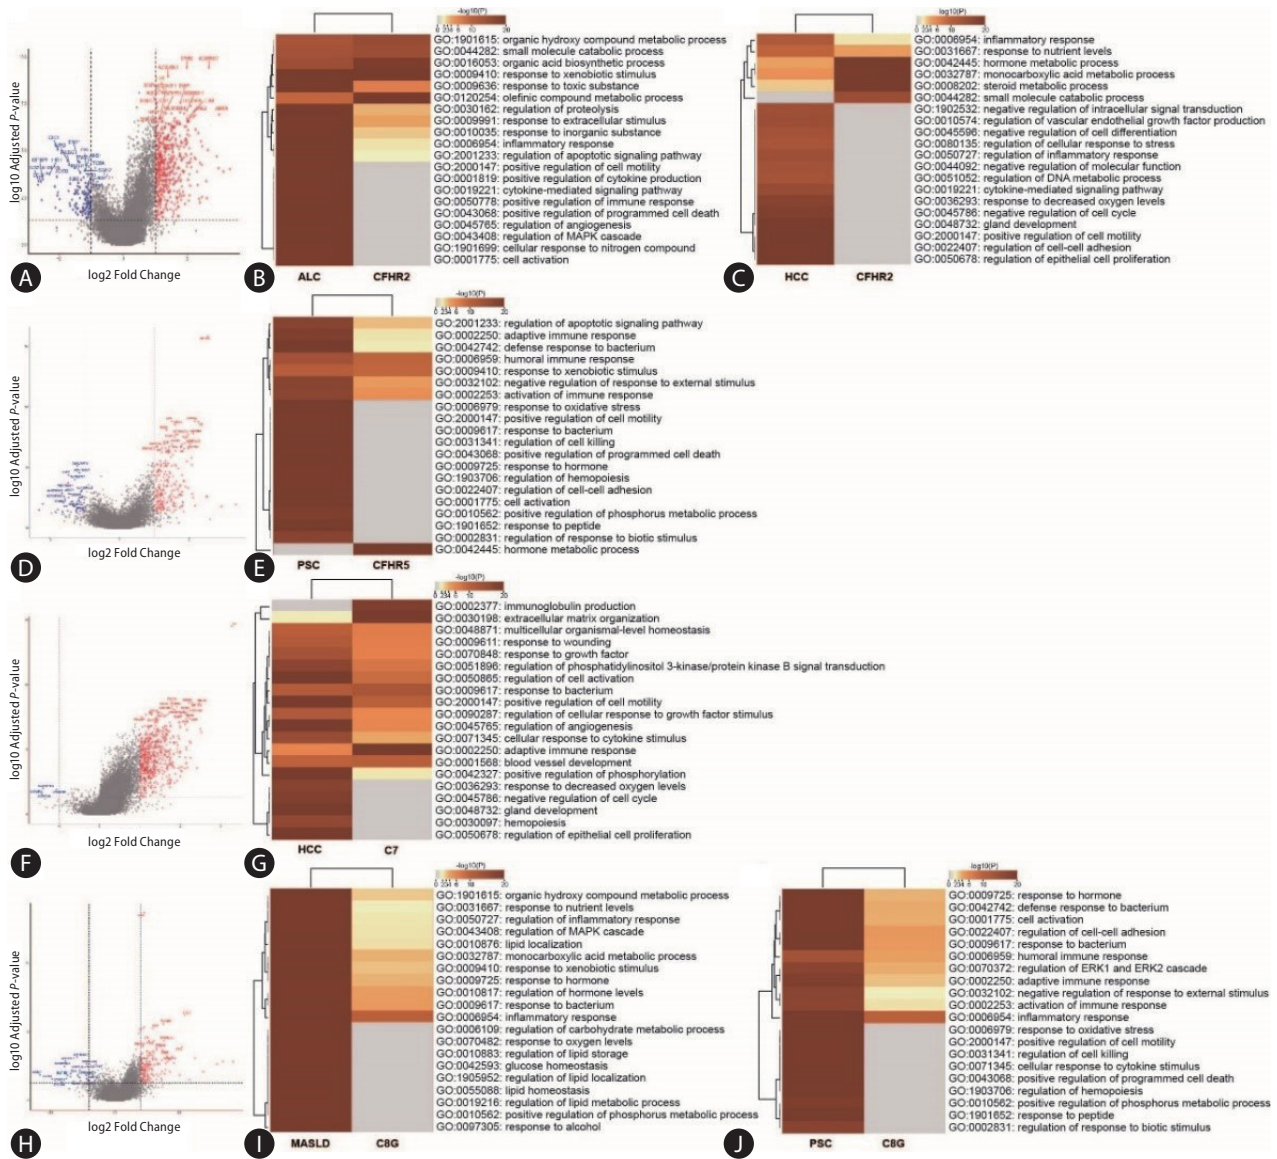 log10 Adjusted P-value
log2 Fold Change
A
-log10(P)
GO:1901615: organic hydroxy compound metabolic process
GO:0044282: small molecule catabolic process
GO:0016053: organic acid biosynthetic process
GO:0009410: response to xenobiotic stimulus
GO:0009636: response to toxic substance
GO:0120254: olefinic compound metabolic process
GO:0030162: regulation of proteolysis
GO:0009991: response to extracellular stimulus
GO:0010035: response to inorganic substance
GO:0006954: inflammatory response
GO:2001233: regulation of apoptotic signaling pathway
GO:2000147: positive regulation of cell motility
GO:0001819: positive regulation of cytokine production
GO:0019221: cytokine-mediated signaling pathway
GO:0050778: positive regulation of immune response
GO:0043068: positive regulation of programmed cell death
GO:0045765: regulation of angiogenesis
GO:0043408: regulation of MAPK cascade
GO:1901699: cellular response to nitrogen compound
GO:0001775: cell activation
B
ALC CFHR2
log10(P)
GO:0006954: inflammatory response
GO:0031667: response to nutrient levels
GO:0042445: hormone metabolic process
GO:0032787: monocarboxylic acid metabolic process
GO:0008202: steroid metabolic process
GO:0044282: small molecule catabolic process
GO:1902532: negative regulation of intracellular signal transduction
GO:0010574: regulation of vascular endothelial growth factor production
GO:0045596: negative regulation of cell differentiation
GO:0080135: regulation of cellular response to stress
GO:0050727: regulation of inflammatory response
GO:0044092: negative regulation of molecular function
GO:0051052: regulation of DNA metabolic process
GO:0019221: cytokine-mediated signaling pathway
GO:0036293: response to decreased oxygen levels
GO:0045786: negative regulation of cell cycle
GO:0048732: gland development
GO:2000147: positive regulation of cell motility
GO:0022407: regulation of cell-cell adhesion
GO:0050678: regulation of epithelial cell proliferation
C
HCC CFHR2
log10 Adjusted P-value
log2 Fold Change
D
-log10(P)
GO:2001233: regulation of apoptotic signaling pathway
GO:0002250: adaptive immune response
GO:0042742: defense response to bacterium
GO:0006959: humoral immune response
GO:0009410: response to xenobiotic stimulus
GO:0032102: negative regulation of response to external stimulus
GO:0002253: activation of immune response
GO:0006979: response to oxidative stress
GO:2000147: positive regulation of cell motility
GO:0009617: response to bacterium
GO:0031341: regulation of cell killing
GO:0043068: positive regulation of programmed cell death
GO:0009725: response to hormone
GO:1903706: regulation of hemopoiesis
GO:0022407: regulation of cell-cell adhesion
GO:0001775: cell activation
GO:0010562: positive regulation of phosphorus metabolic process
GO:1901652: response to peptide
GO:0002831: regulation of response to biotic stimulus
GO:0042445: hormone metabolic process
E
PSC CFHR5
log10 Adjusted P-value
log2 Fold Change
F
-log10(P)
GO:0002377: immunoglobulin production
GO:0030198: extracellular matrix organization
GO:0048871: multicellular organismal-level homeostasis
GO:0009611: response to wounding
GO:0070848: response to growth factor
GO:0051896: regulation of phosphatidylinositol 3-kinase/protein kinase B signal transduction
GO:0050865: regulation of cell activation
GO:0009617: response to bacterium
GO:2000147: positive regulation of cell motility
GO:0090287: regulation of cellular response to growth factor stimulus
GO:0045765: regulation of angiogenesis
GO:0071345: cellular response to cytokine stimulus
GO:0002250: adaptive immune response
GO:0001568: blood vessel development
GO:0042327: positive regulation of phosphorylation
GO:0036293: response to decreased oxygen levels
GO:0045786: negative regulation of cell cycle
GO:0048732: gland development
GO:0030097: hemopoiesis
GO:0050678: regulation of epithelial cell proliferation
G
HCC C7
log10 Adjusted P-value
log2 Fold Change
H
-log10(P)
GO:1901615: organic hydroxy compound metabolic process
GO:0031667: response to nutrient levels
GO:0050727: regulation of inflammatory response
GO:0043408: regulation of MAPK cascade
GO:0010876: lipid localization
GO:0032787: monocarboxylic acid metabolic process
GO:0009410: response to xenobiotic stimulus
GO:0009725: response to hormone
GO:0010817: regulation of hormone levels
GO:0009617: response to bacterium
GO:0006954: inflammatory response
GO:0006109: regulation of carbohydrate metabolic process
GO:0070482: response to oxygen levels
GO:0010883: regulation of lipid storage
GO:0042593: glucose homeostasis
GO:1905952: regulation of lipid localization
GO:0055088: lipid homeostasis
GO:0019216: regulation of lipid metabolic process
GO:0010562: positive regulation of phosphorus metabolic process
GO:0097305: response to alcohol
I
MASLD C8G
log10(P)
GO:0009725: response to hormone
GO:0042742: defense response to bacterium
GO:0001775: cell activation
GO:0022407: regulation of cell-cell adhesion
GO:0009617: response to bacterium
GO:0006959: humoral immune response
GO:0070372: regulation of ERK1 and ERK2 cascade
GO:0002250: adaptive immune response
GO:0032102: negative regulation of response to external stimulus
GO:0002253: activation of immune response
GO:0006954: inflammatory response
GO:0006979: response to oxidative stress
GO:2000147: positive regulation of cell motility
GO:0031341: regulation of cell killing
GO:0071345: cellular response to cytokine stimulus
GO:0043068: positive regulation of programmed cell death
GO:1903706: regulation of hemopoiesis
GO:0010562: positive regulation of phosphorus metabolic process
GO:1901652: response to peptide
GO:0002831: regulation of response to biotic stimulus
J
PSC C8G